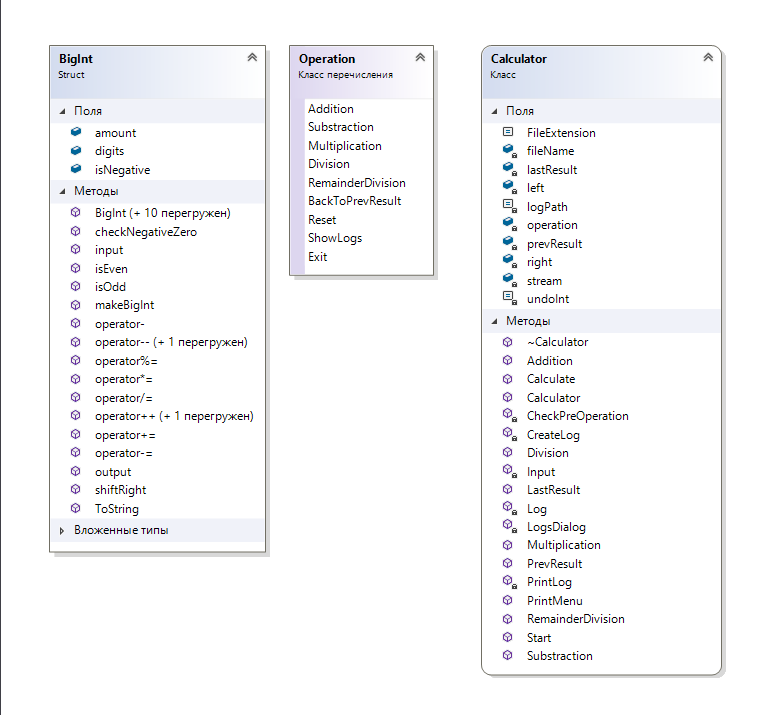 BigInt
Struct
Поля
amount
digits
isNegative
Методы
BigInt (+ 10 перегружен)
checkNegativeZero
input
isEven
isOdd
makeBigInt
operator-
operator-- (+ 1 перегружен)
operator%=
operator*=
operator/=
operator++ (+ 1 перегружен)
operator+=
operator-=
output
shiftRight
ToString
Вложенные типы
Operation
Класс перечисления
Addition
Substraction
Multiplication
Division
RemainderDivision
BackToPrevResult
Reset
ShowLogs
Exit
Calculator
Класс
Поля
FileExtension
fileName
lastResult
left
logPath
operation
prevResult
right
stream
undoInt
Методы
~Calculator
Addition
Calculate
Calculator
CheckPreOperation
CreateLog
Division
Input
LastResult
Log
LogsDialog
Multiplication
PrevResult
PrintLog
PrintMenu
RemainderDivision
Start
Substraction